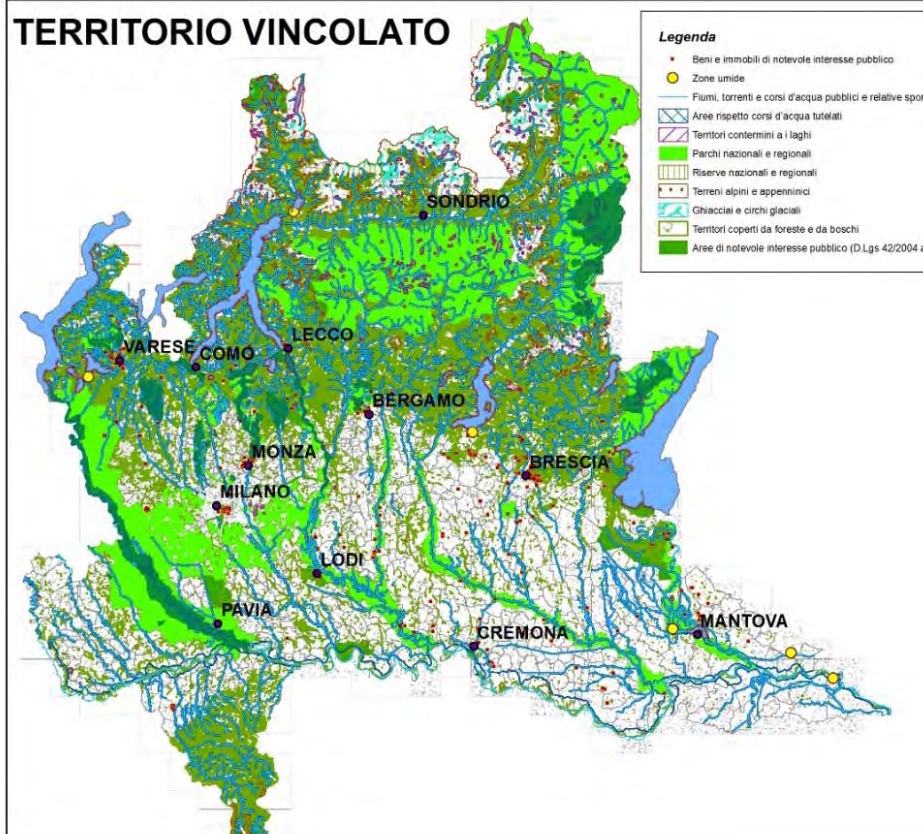 TERRITORIO VINCOLATO
Legenda
Beni e immobili di notevole interesse pubblico
Zone umide
Fiumi, torrenti e corsi d'acqua pubblici e relative spon
Aree rispetto corsi d'acqua tutelati
Territori contermini a i laghi
Parchi nazionali e regionali
Riserve nazionali e regionali
Terreni alpini e appenninici
Ghiacciai e circhi glaciali
Territori coperti da foreste e da boschi
Aree di notevole interesse pubblico (D.Lgs 42/2004 a
SONDRIO
LECCO
VARESE
COMO
BERGAMO
MONZA
BRESCIA
MILANO
LODI
PAVIA
CREMONA
MANTOVA